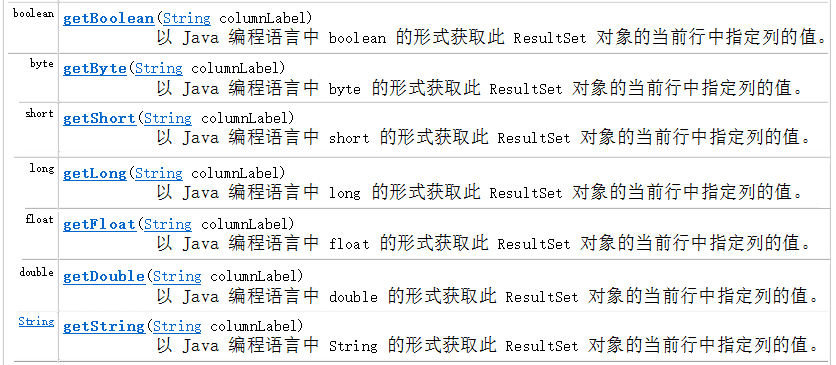 boolean getBoolean(String columnLabel)
以 Java 编程语言中 boolean 的形式获取此 ResultSet 对象的当前行中指定列的值。
byte getByte(String columnLabel)
以 Java 编程语言中 byte 的形式获取此 ResultSet 对象的当前行中指定列的值。
short getShort(String columnLabel)
以 Java 编程语言中 short 的形式获取此 ResultSet 对象的当前行中指定列的值。
long getLong(String columnLabel)
以 Java 编程语言中 long 的形式获取此 ResultSet 对象的当前行中指定列的值。
float getFloat(String columnLabel)
以 Java 编程语言中 float 的形式获取此 ResultSet 对象的当前行中指定列的值。
double getDouble(String columnLabel)
以 Java 编程语言中 double 的形式获取此 ResultSet 对象的当前行中指定列的值。
String getString(String columnLabel)
以 Java 编程语言中 String 的形式获取此 ResultSet 对象的当前行中指定列的值。